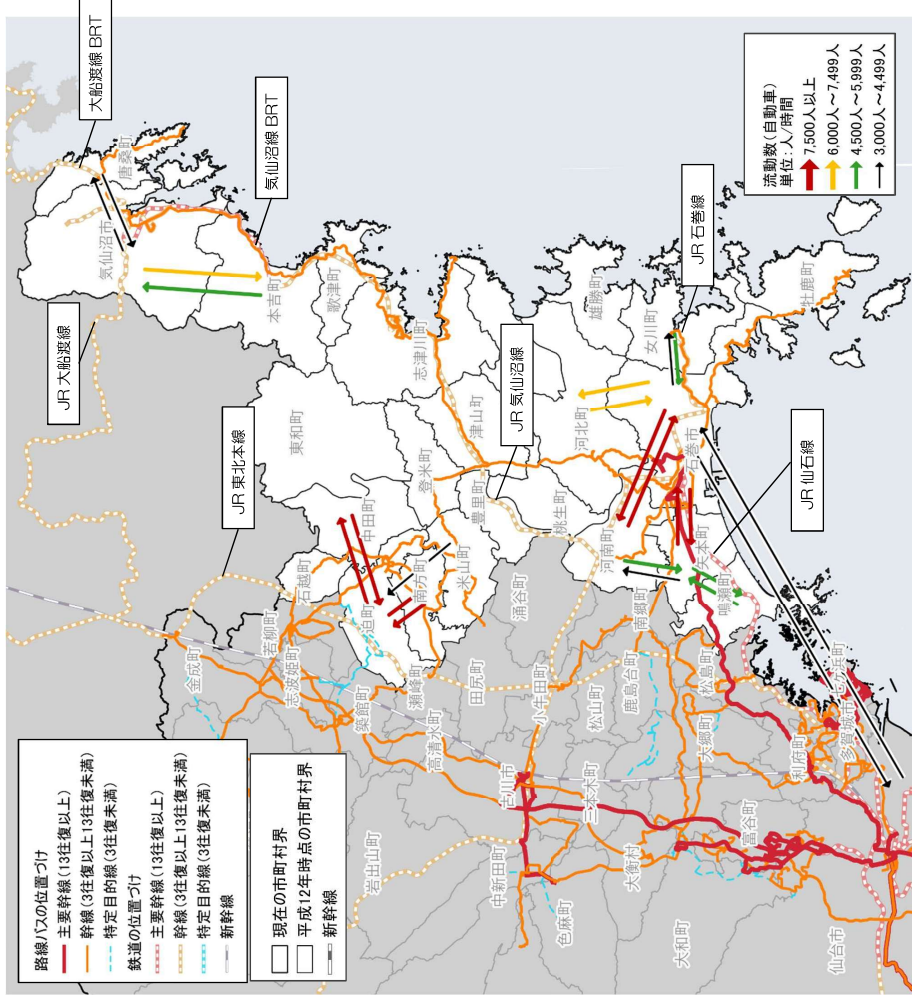 路線バスの位置づけ
主要幹線(13往復以上)
幹線(3往復以上13往復未満)
特定目的線(3往復未満)
鉄道の位置づけ
主要幹線(13往復以上)
幹線(3往復以上13往復未満)
特定目的線(3往復未満)
新幹線
現在の市町村界
平成12年時点の市町村界
新幹線
流動数(自動車)
単位:人/時間
7,500人以上
6,000人~7,499人
4,500人~5,999人
3,000人~4,499人
大船渡線 BRT
気仙沼線 BRT
JR 大船渡線
JR 東北本線
JR 気仙沼線
JR 石巻線
JR 仙石線
唐桑町
気仙沼市
本吉町
歌津町
志津川町
東和町
津山町
登米町
中田町
石越町
迫町
南方町
米山町
豊里町
桃生町
河北町
雄勝町
女川町
牡鹿町
石巻市
河南町
矢本町
鳴瀬町
金成町
若柳町
志波姫町
築館町
瀬峰町
高清水町
田尻町
涌谷町
小牛田町
南郷町
松山町
鹿島台町
松島町
大郷町
利府町
多賀城市
七ヶ浜町
古川市
三本木町
岩出山町
中新田町
色麻町
大衡村
富谷町
大和町
仙台市